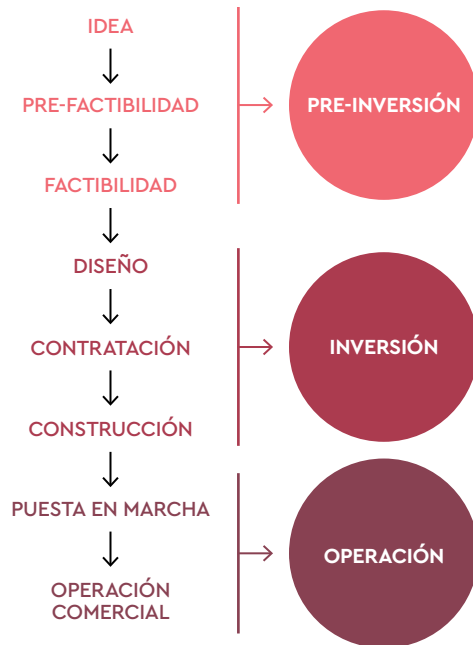 IDEA
PRE-FACTIBILIDAD
FACTIBILIDAD
PRE-INVERSIÓN
DISEÑO
CONTRATACIÓN
CONSTRUCCIÓN
INVERSIÓN
PUESTA EN MARCHA
OPERACIÓN
COMERCIAL
OPERACIÓN